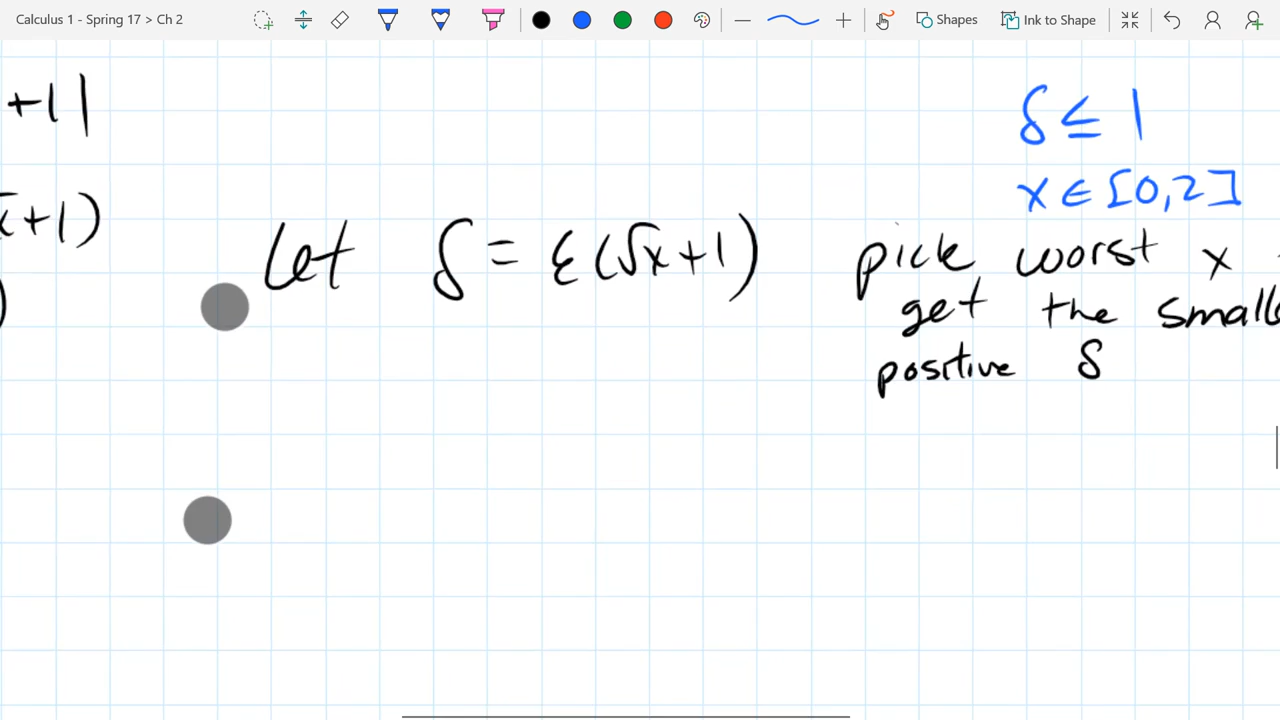 Calculus 1 - Spring 17 > Ch 2
Shapes
Ink to Shape
+1|
x+1)
δ ≤ 1
x ∈ [0,2]
Let δ = ε(√x+1)
pick worst x
get the
positive δ